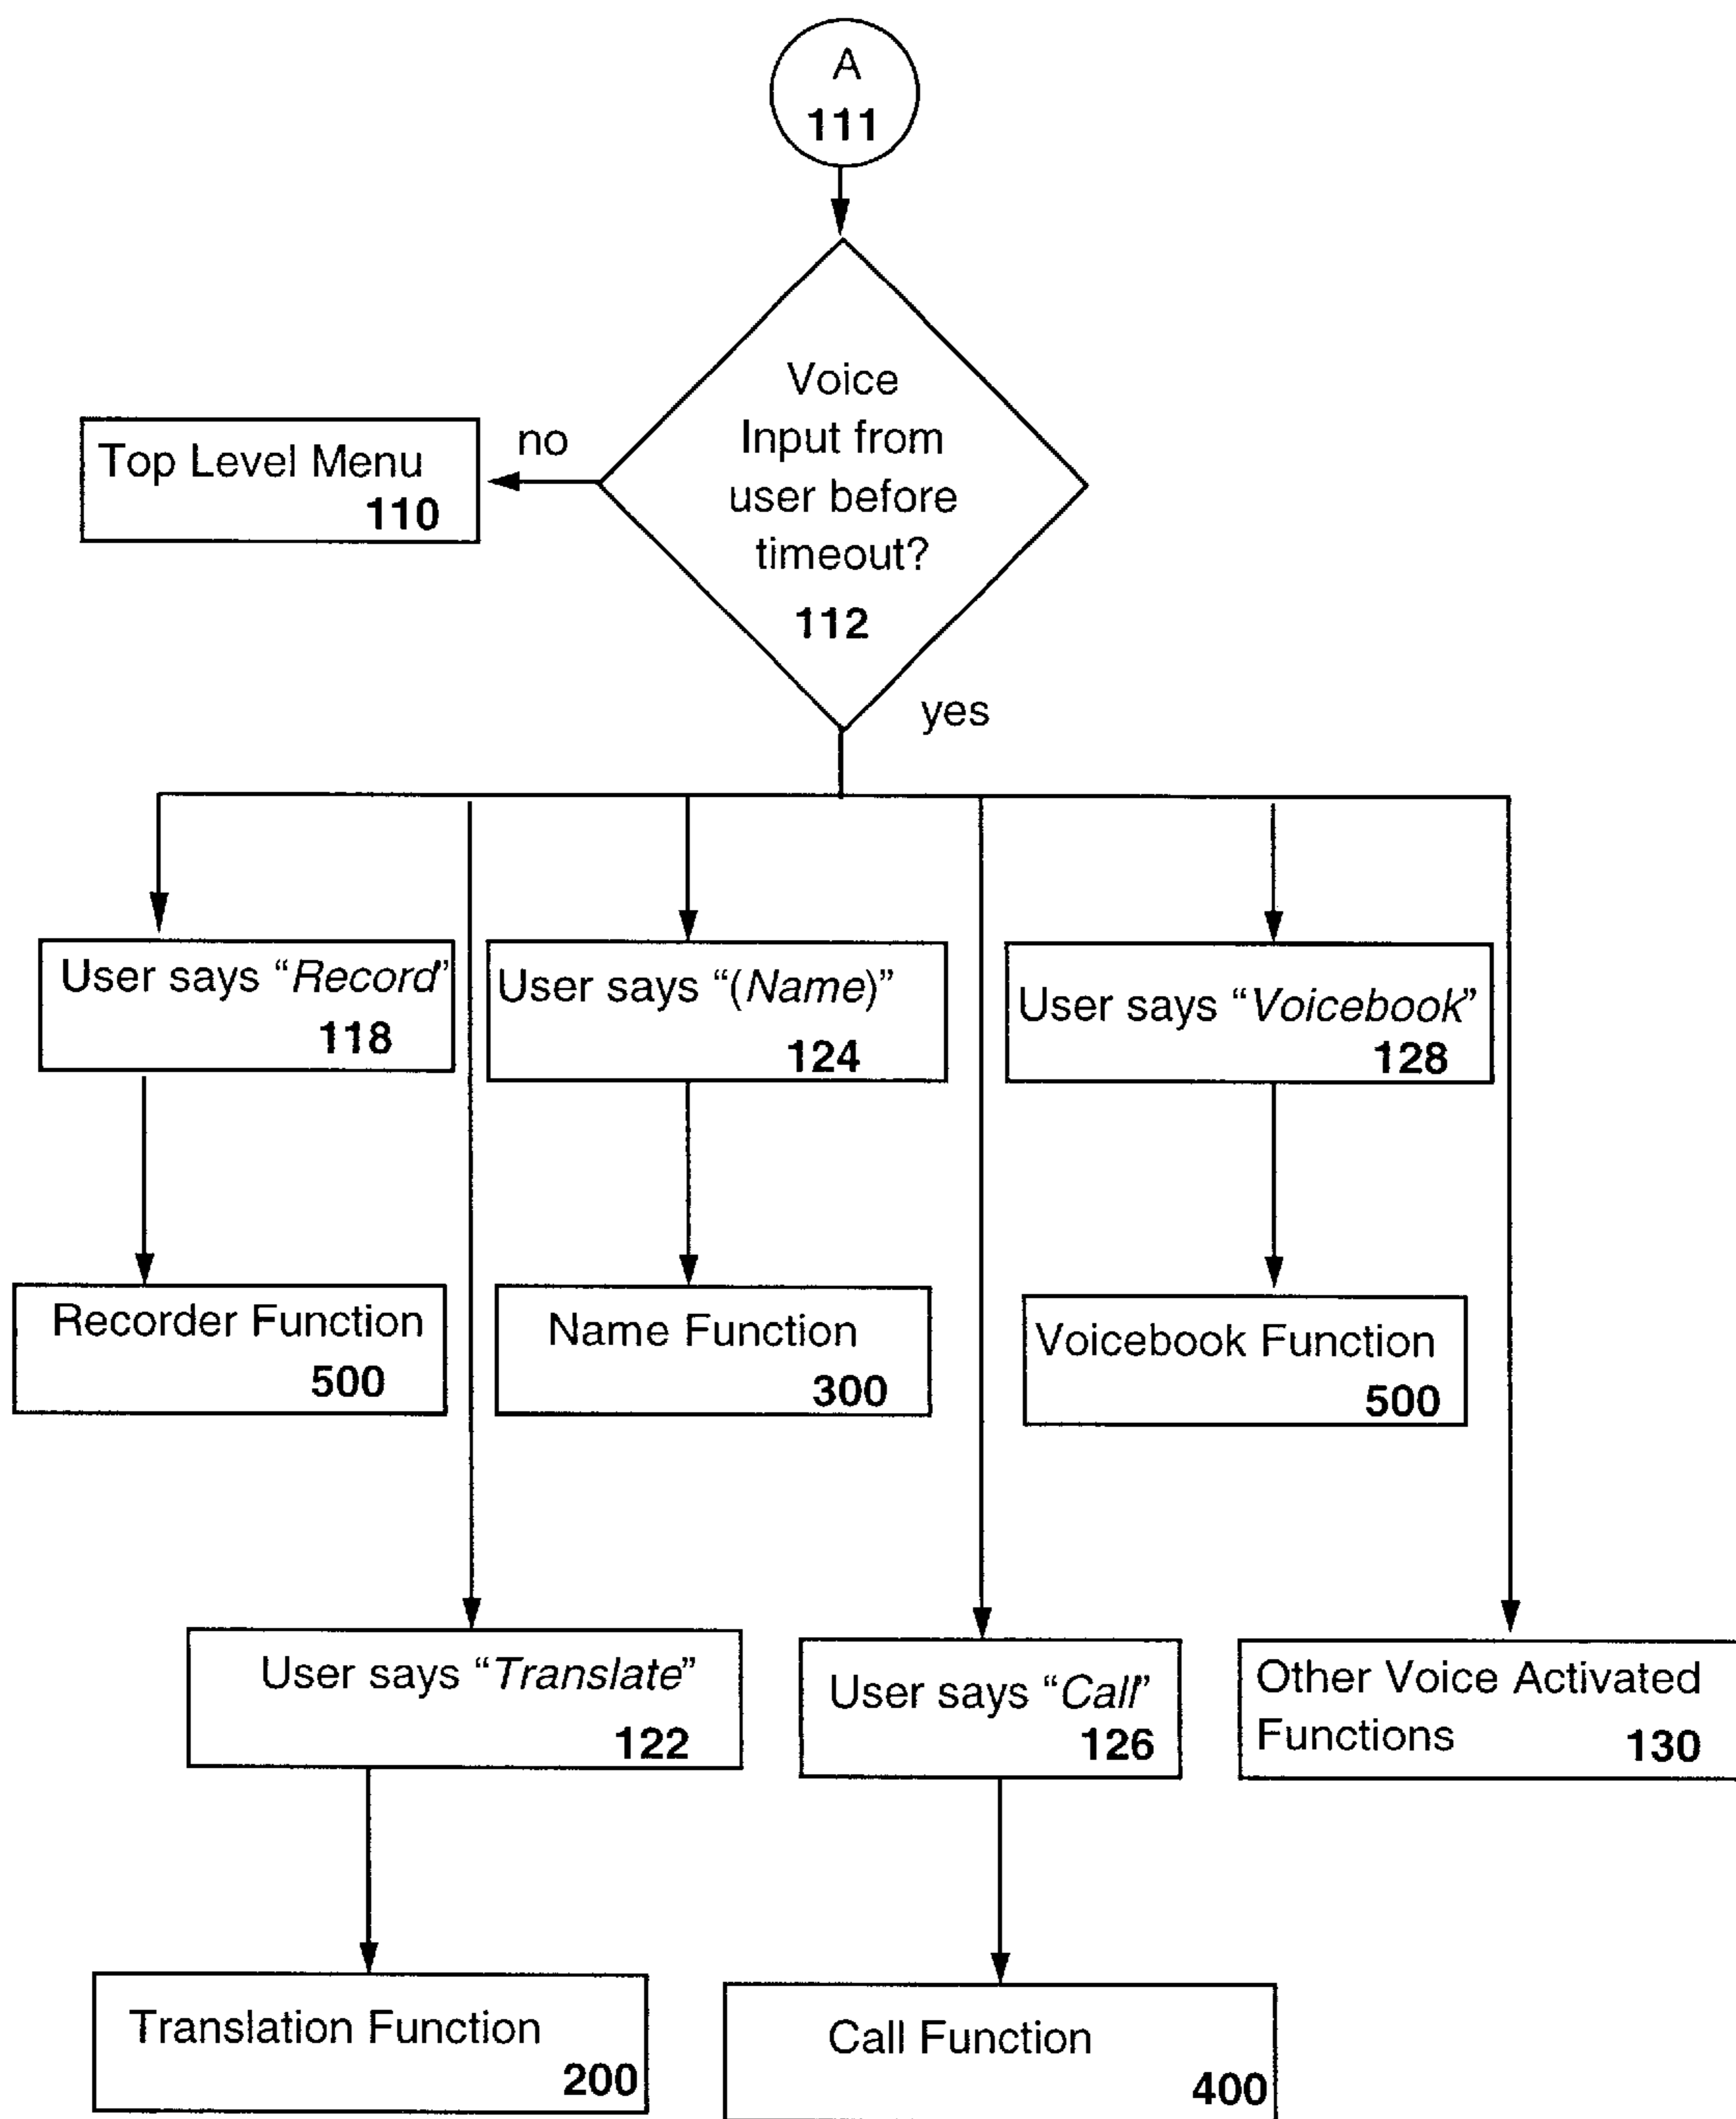 A
111
Voice
Input from
user before
timeout?
112
no
Top Level Menu
110
yes
User says “Record”
118
User says “(Name)”
124
User says “Voicebook”
128
Recorder Function
500
Name Function
300
Voicebook Function
500
User says “Translate”
122
User says “Call”
126
Other Voice Activated
Functions 130
Translation Function
200
Call Function
400